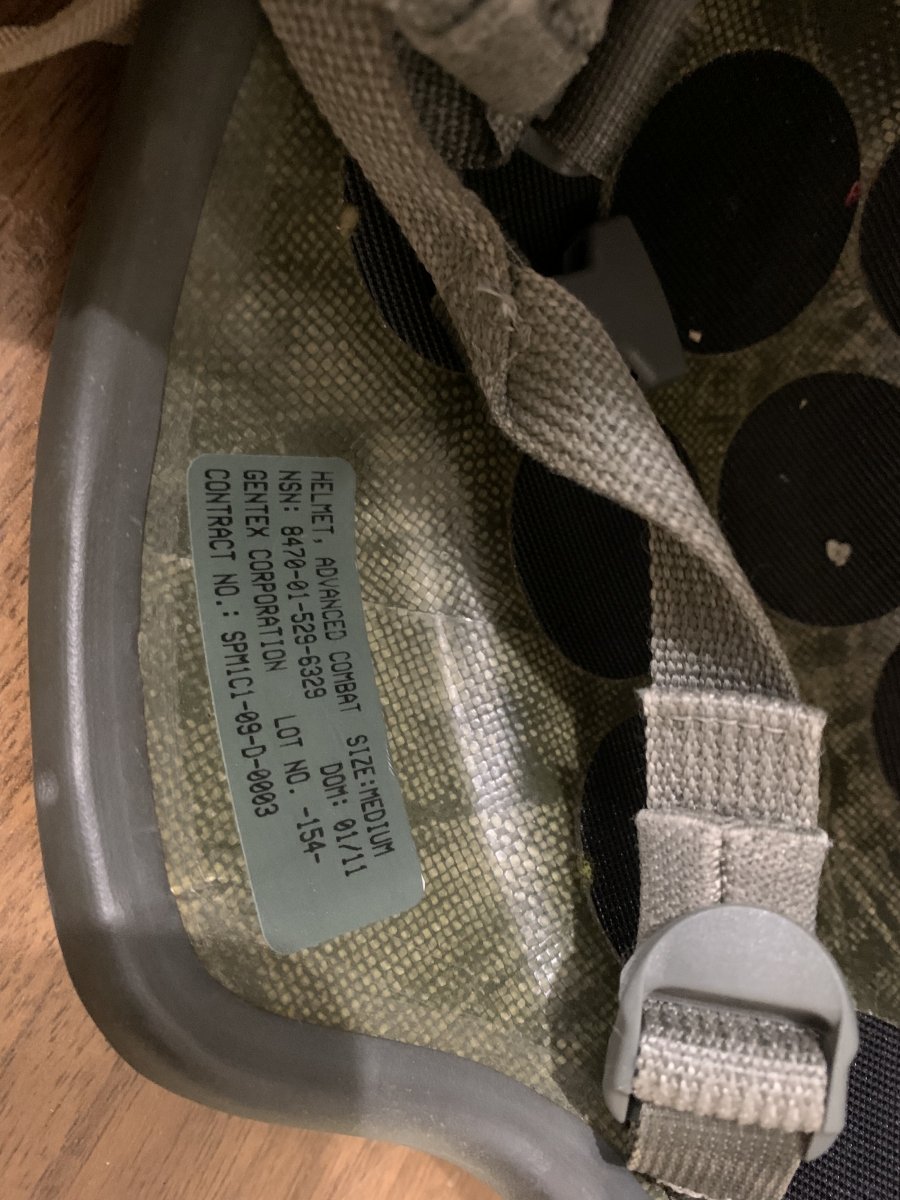 HELMET, ADVANCED COMBAT SIZE:MEDIUM
NSN: 8470-01-529-6329 DOM: 01/11
GENTEX CORPORATION LOT NO. -154-
CONTRACT NO.: SPM1C1-09-D-0003